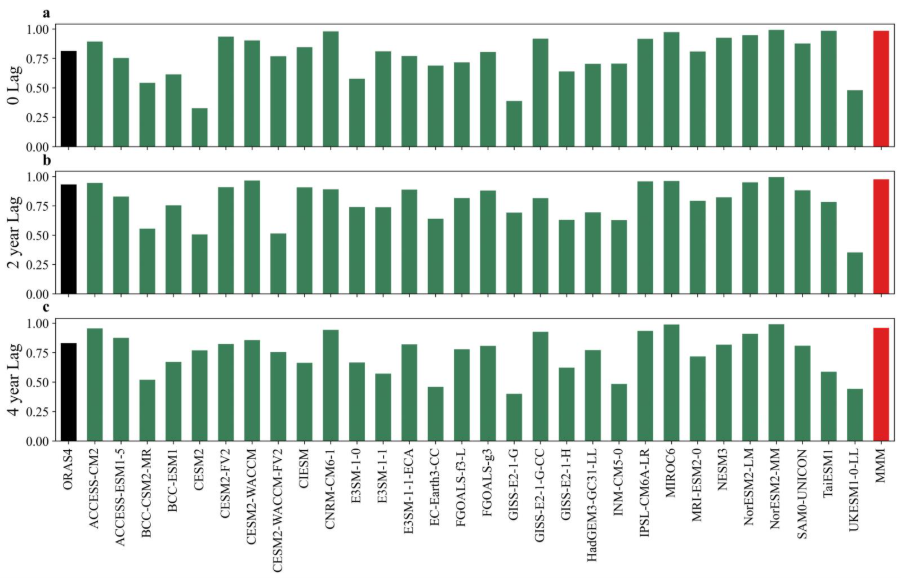 a
0 Lag
1.00
0.75
0.50
0.25
0.00
b
2 year Lag
1.00
0.75
0.50
0.25
0.00
c
4 year Lag
1.00
0.75
0.50
0.25
0.00
ORAS4
ACCESS-CM2
ACCESS-ESM1-5
BCC-CSM2-MR
BCC-ESM1
CESM2
CESM2-FV2
CESM2-WACCM
CESM2-WACCM-FV2
CIESM
CNRM-CM6-1
E3SM-1-0
E3SM-1-1
E3SM-1-1-ECA
EC-Earth3-CC
FGOALS-f3-L
FGOALS-g3
GISS-E2-1-G
GISS-E2-1-G-CC
GISS-E2-1-H
HadGEM3-GC31-LL
INM-CM5-0
IPSL-CM6A-LR
MIROC6
MRI-ESM2-0
NESM3
NorESM2-LM
NorESM2-MM
SAM0-UNICON
TaiESM1
UKESM1-0-LL
MMM